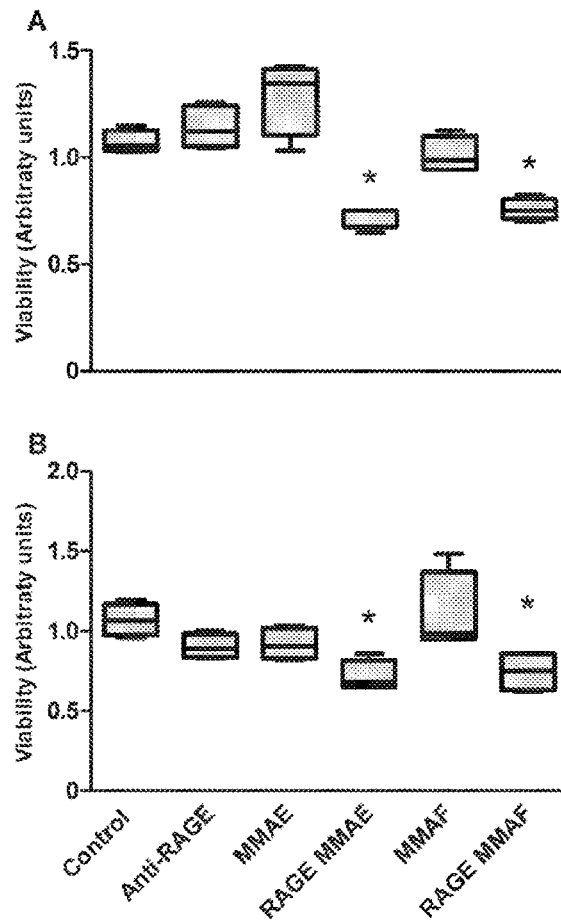 A
Viability (Arbitraty units)
1.5
1.0
0.5
0
*
*
B
Viability (Arbitraty units)
2.0
1.5
1.0
0.5
0
*
*
Control
Anti-RAGE
MMAE
RAGE MMAE
MMAF
RAGE MMAF